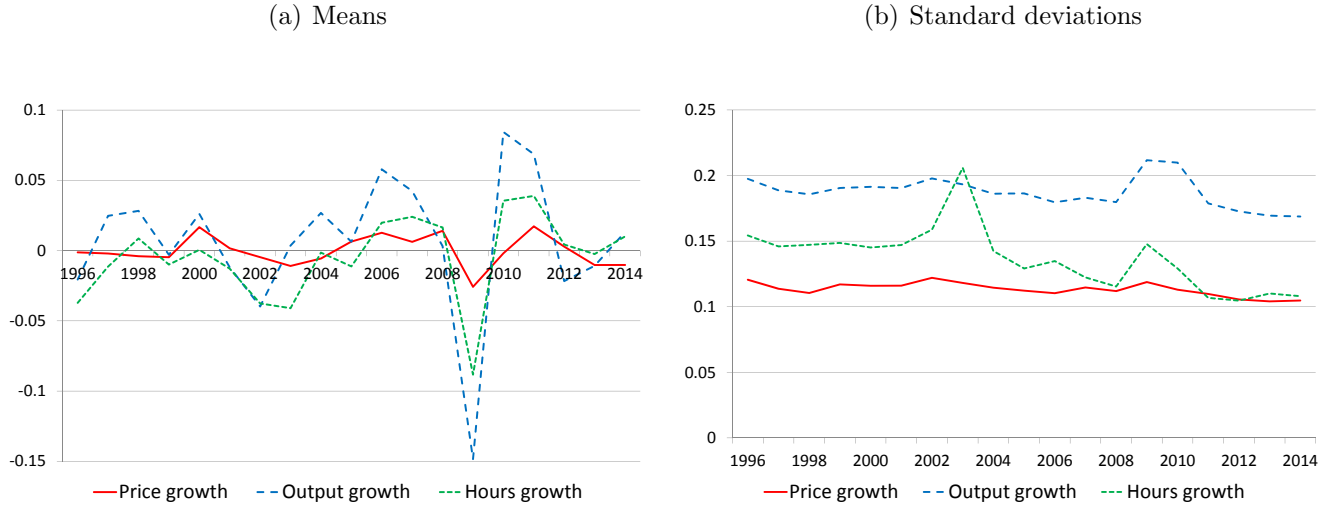 (a) Means
0.1
0.05
0
-0.05
-0.1
-0.15
1996 1998 2000 2002 2004 2006 2008 2010 2012 2014
Price growth Output growth Hours growth
(b) Standard deviations
0.25
0.2
0.15
0.1
0.05
0
1996 1998 2000 2002 2004 2006 2008 2010 2012 2014
Price growth Output growth Hours growth